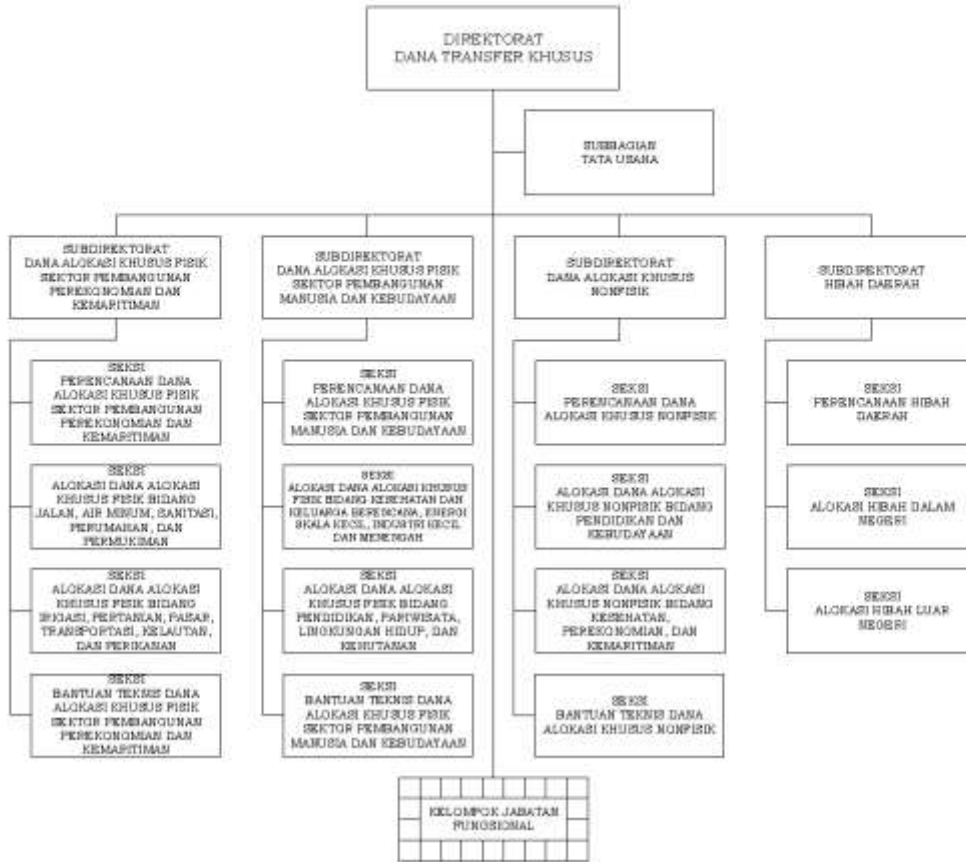 DIREKTORAT
DANA TRANSFER KHUSUS
SUBBAGIAN
TATA USAHA
SUBDIREKTORAT
DANA ALOKASI KHUSUS FISIK
SEKTOR PEMBANGUNAN
PEREKONOMIAN DAN
KEMARITIMAN
SUBDIREKTORAT
DANA ALOKASI KHUSUS FISIK
SEKTOR PEMBANGUNAN
MANUSIA DAN KEBUDAYAAN
SUBDIREKTORAT
DANA ALOKASI KHUSUS
NONFISIK
SUBDIREKTORAT
HIBAH DAERAH
SEKSI
PERENCANAAN DANA
ALOKASI KHUSUS FISIK
SEKTOR PEMBANGUNAN
PEREKONOMIAN DAN
KEMARITIMAN
SEKSI
PERENCANAAN DANA
ALOKASI KHUSUS FISIK
SEKTOR PEMBANGUNAN
MANUSIA DAN KEBUDAYAAN
SEKSI
PERENCANAAN DANA
ALOKASI KHUSUS NONFISIK
SEKSI
PERENCANAAN HIBAH
DAERAH
SEKSI
ALOKASI DANA ALOKASI
KHUSUS FISIK BIDANG
JALAN, AIR MINUM, SANITASI,
PERUMAHAN, DAN
PERMUKIMAN
SEKSI
ALOKASI DANA ALOKASI KHUSUS
FISIK BIDANG KESEHATAN DAN
KELUARGA BERENCANA, ENERGI
SKALA KECIL, INDUSTRI KECIL
DAN MENENGAH
SEKSI
ALOKASI DANA ALOKASI
KHUSUS NONFISIK BIDANG
PENDIDIKAN DAN
KEBUDAYAAN
SEKSI
ALOKASI HIBAH DALAM
NEGERI
SEKSI
ALOKASI DANA ALOKASI
KHUSUS FISIK BIDANG
IRIGASI, PERTANIAN, PASAR,
TRANSPORTASI, KELAUTAN,
DAN PERIKANAN
SEKSI
ALOKASI DANA ALOKASI
KHUSUS FISIK BIDANG
PENDIDIKAN, PARIWISATA,
LINGKUNGAN HIDUP, DAN
KEHUTANAN
SEKSI
ALOKASI DANA ALOKASI
KHUSUS NONFISIK BIDANG
KESEHATAN,
PEREKONOMIAN, DAN
KEMARITIMAN
SEKSI
ALOKASI HIBAH LUAR
NEGERI
SEKSI
BANTUAN TEKNIS DANA
ALOKASI KHUSUS FISIK
SEKTOR PEMBANGUNAN
PEREKONOMIAN DAN
KEMARITIMAN
SEKSI
BANTUAN TEKNIS DANA
ALOKASI KHUSUS FISIK
SEKTOR PEMBANGUNAN
MANUSIA DAN KEBUDAYAAN
SEKSI
BANTUAN TEKNIS DANA
ALOKASI KHUSUS NONFISIK
KELOMPOK JABATAN
FUNGSIONAL